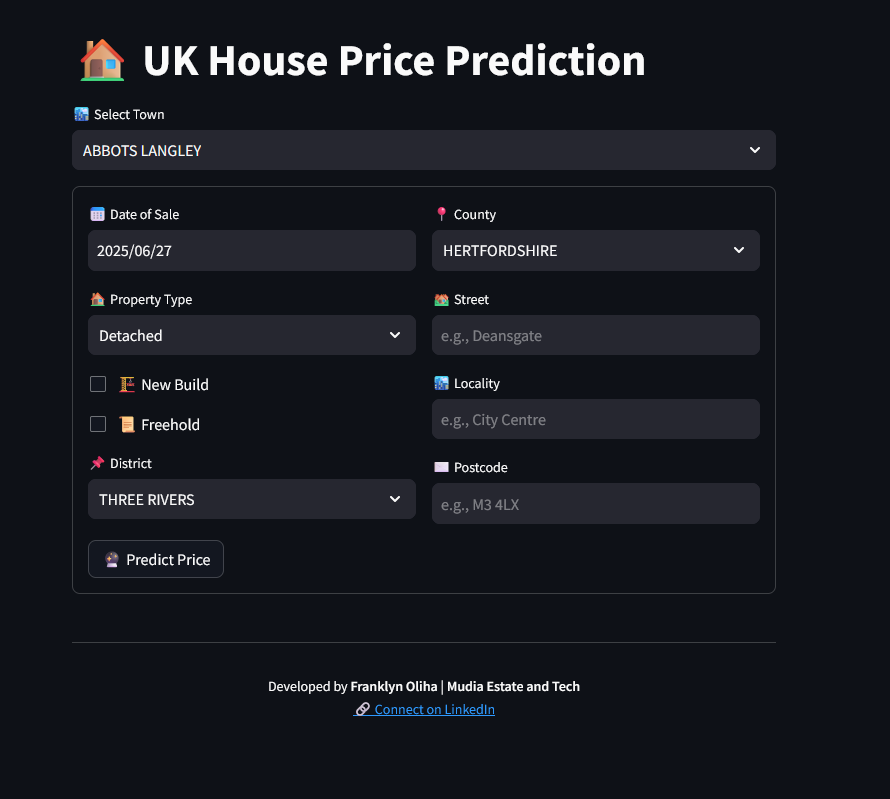 UK House Price Prediction
Select Town
ABBOTS LANGLEY
Date of Sale
2025/06/27
County
HERTFORDSHIRE
Property Type
Detached
Street
e.g., Deansgate
New Build
Freehold
Locality
e.g., City Centre
District
THREE RIVERS
Postcode
e.g., M3 4LX
Predict Price
Developed by Franklyn Oliha | Mudia Estate and Tech
Connect on LinkedIn